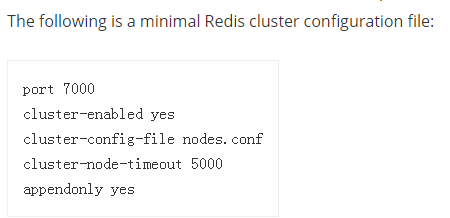 The following is a minimal Redis cluster configuration file:
port 7000
cluster-enabled yes
cluster-config-file nodes.conf
cluster-node-timeout 5000
appendonly yes